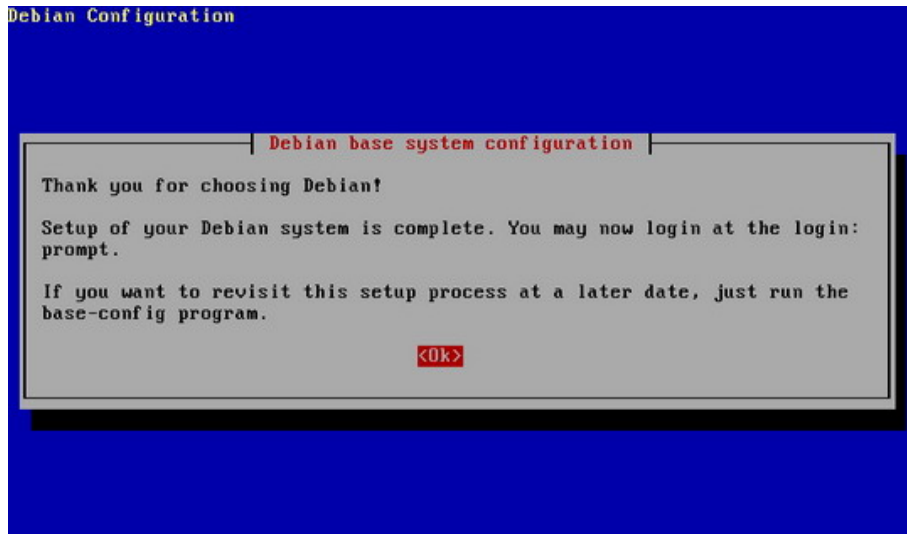 Debian Configuration
Debian base system configuration
Thank you for choosing Debian!
Setup of your Debian system is complete. You may now login at the login:
prompt.
If you want to revisit this setup process at a later date, just run the
base-config program.
<Ok>